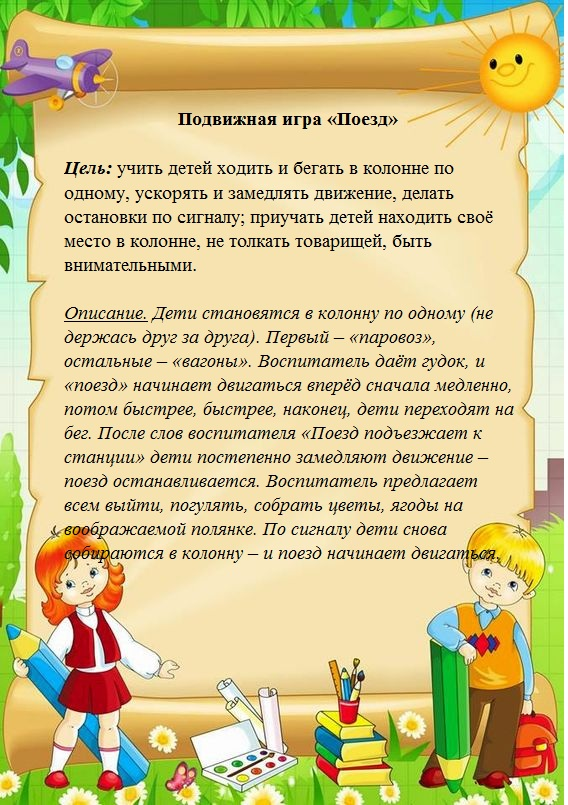 Подвижная игра «Поезд»
Цель: учить детей ходить и бегать в колонне по
одному, ускорять и замедлять движение, делать
остановки по сигналу; приучать детей находить своё
место в колонне, не толкать товарищей, быть
внимательными.
Описание. Дети становятся в колонну по одному (не
держась друг за друга). Первый – «паровоз»,
остальные – «вагоны». Воспитатель даёт гудок, и
«поезд» начинает двигаться вперёд сначала медленно,
потом быстрее, быстрее, наконец, дети переходят на
бег. После слов воспитателя «Поезд подъезжает к
станции» дети постепенно замедляют движение –
поезд останавливается. Воспитатель предлагает
всем выйти, погулять, собрать цветы, ягоды на
воображаемой полянке. По сигналу дети снова
собираются в колонну – и поезд начинает двигаться.